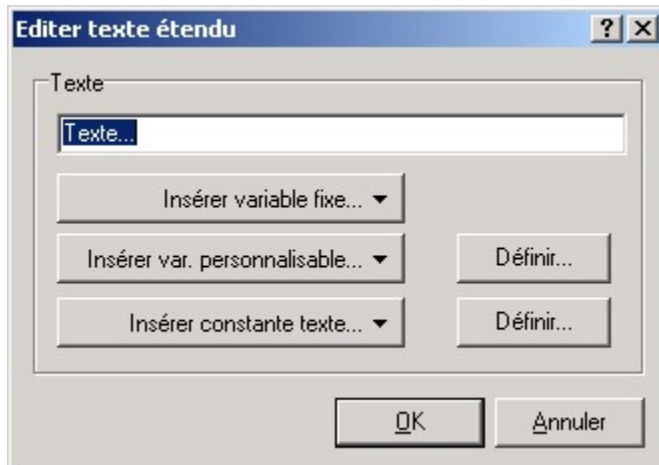 Editer texte étendu
Texte
Texte...
Insérer variable fixe...
Insérer var. personnalisable... Définir...
Insérer constante texte... Définir...
OK Annuler